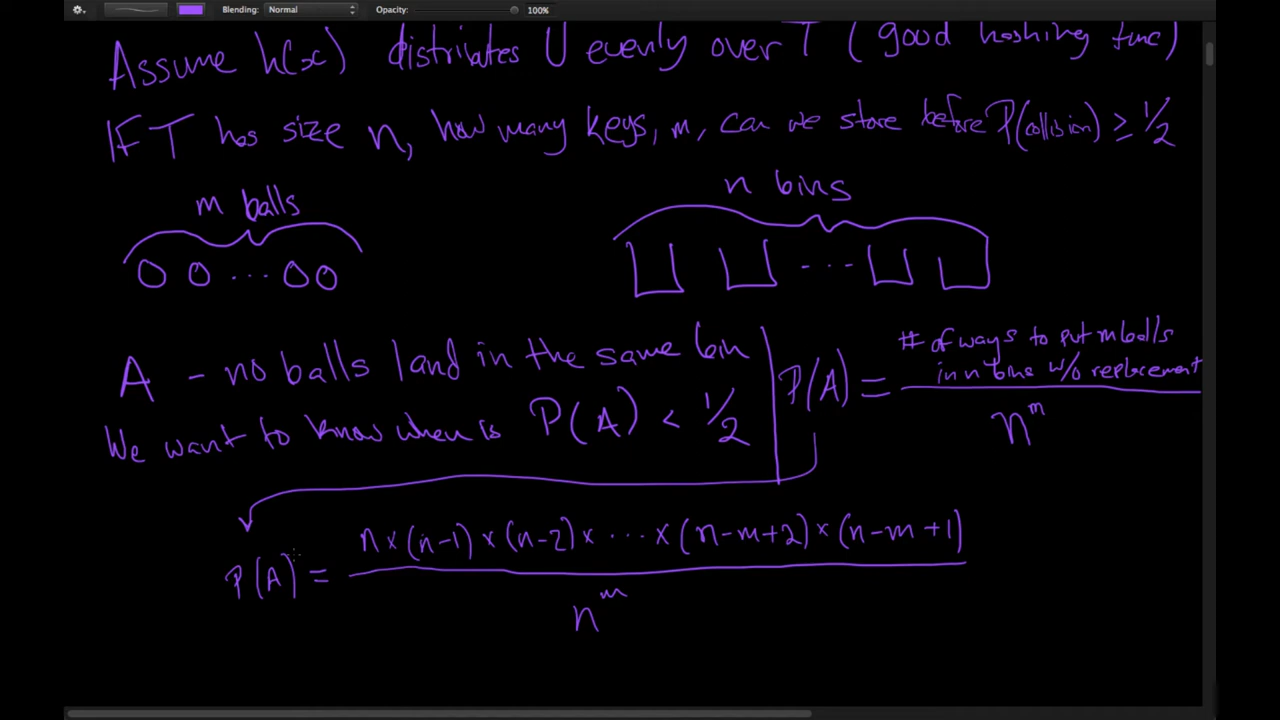 Blending: Normal Opacity: 100%
Assume h(x) distributes U evenly over T (good hashing func)
IF T has size n, how many keys, m, can we store before P(collision) ≥ 1/2
m balls
n bins
A - no balls land in the same bin
We want to know when is P(A) < 1/2
P(A) = # of ways to put m balls
in n bins w/o replacement
n^m
P(A) = n × (n-1) × (n-2) × ... × (n-m+2) × (n-m+1)
n^m